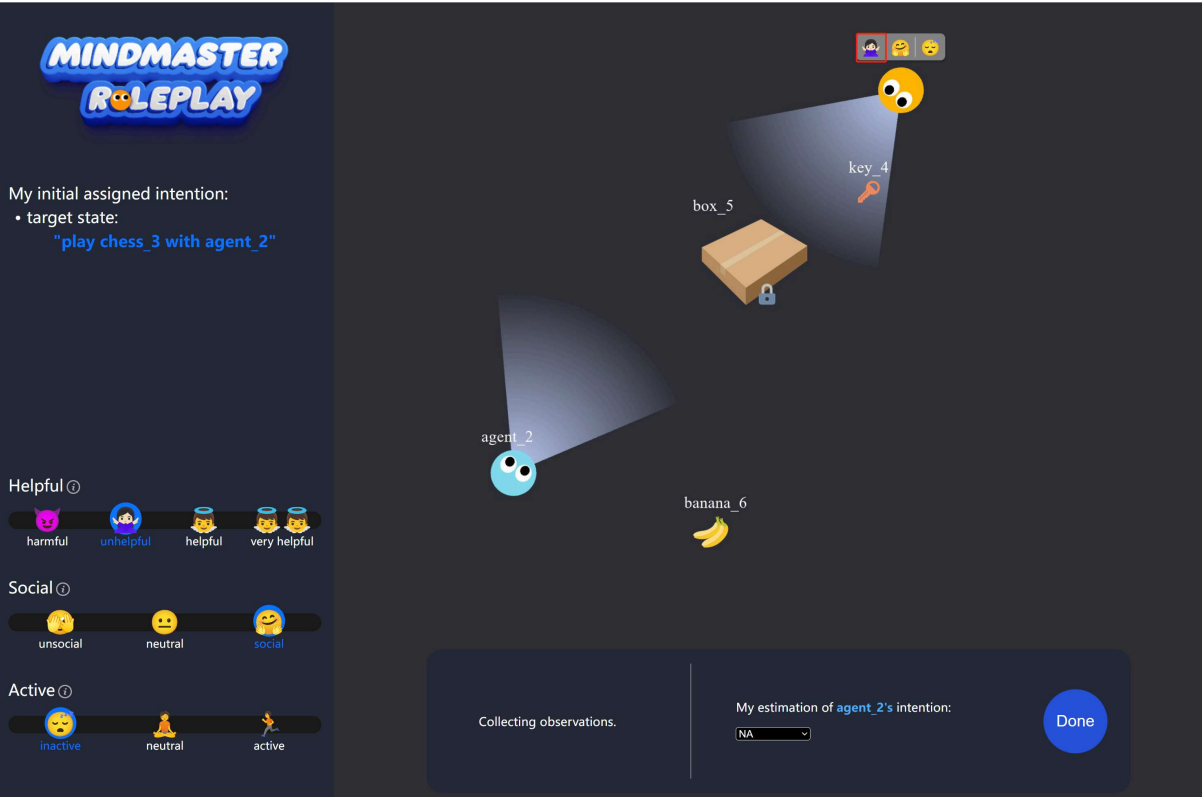 MINDMASTER
ROLEPLAY
My initial assigned intention:
• target state:
"play chess_3 with agent_2"
Helpful
harmful
unhelpful
helpful
very helpful
Social
unsocial
neutral
social
Active
inactive
neutral
active
key_4
box_5
agent_2
banana_6
Collecting observations.
My estimation of agent_2's intention:
NA
Done